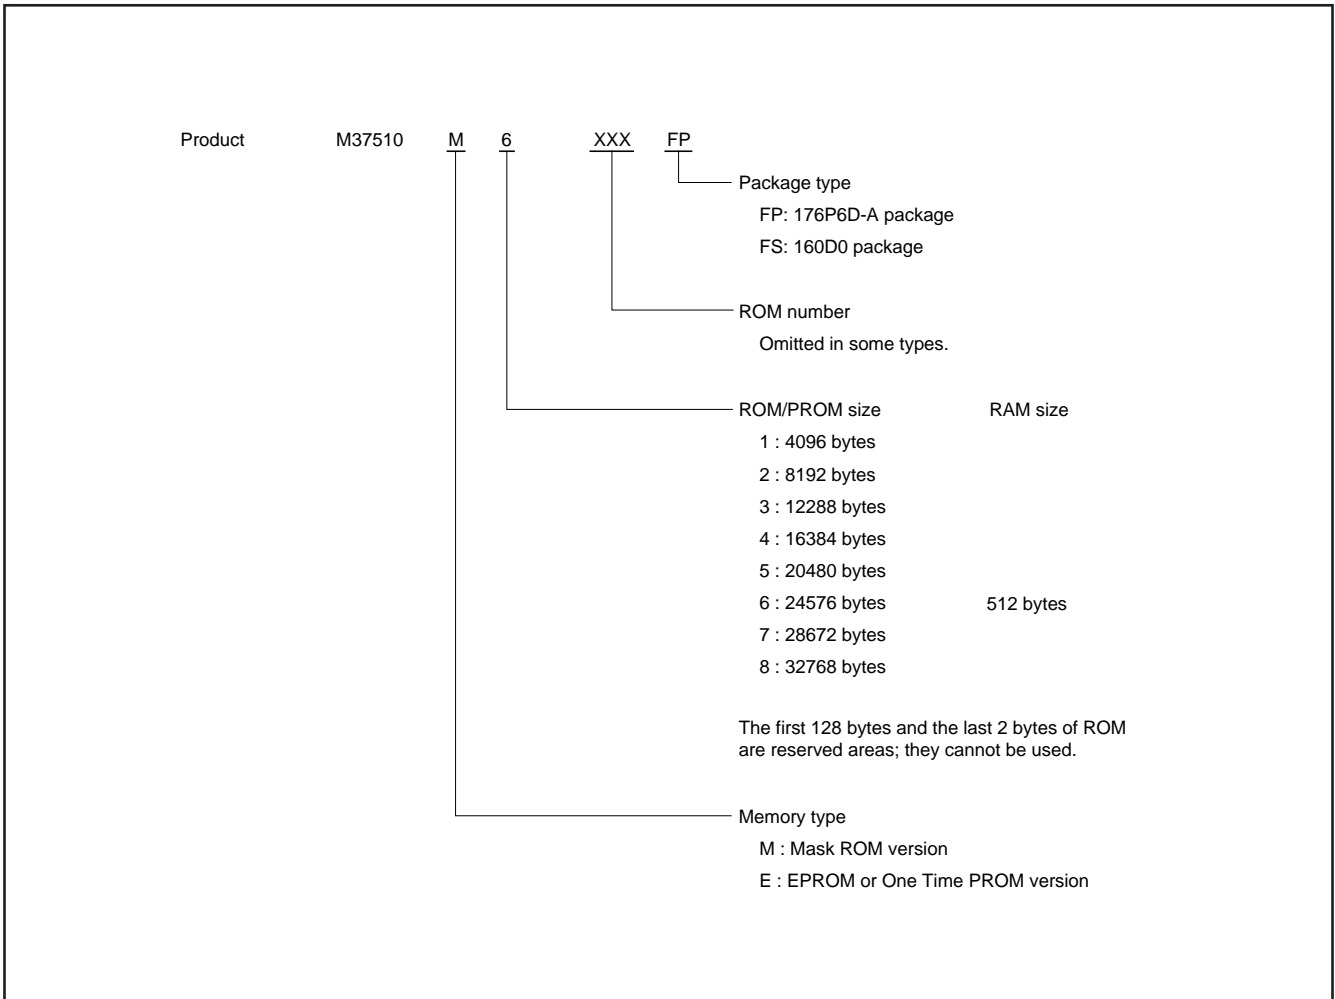 Product M37510 M 6 XXX FP
Package type
FP: 176P6D-A package
FS: 160D0 package
ROM number
Omitted in some types.
ROM/PROM size RAM size
1 : 4096 bytes
2 : 8192 bytes
3 : 12288 bytes
4 : 16384 bytes
5 : 20480 bytes
6 : 24576 bytes 512 bytes
7 : 28672 bytes
8 : 32768 bytes
The first 128 bytes and the last 2 bytes of ROM
are reserved areas; they cannot be used.
Memory type
M : Mask ROM version
E : EPROM or One Time PROM version